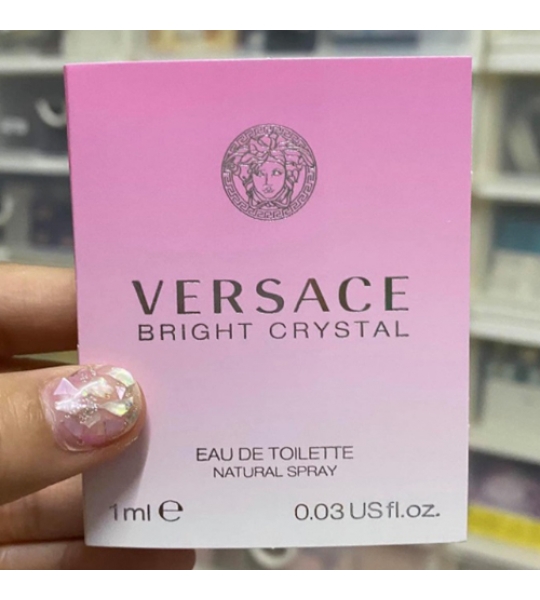 VERSACE
BRIGHT CRYSTAL
EAU DE TOILETTE
NATURAL SPRAY
1ml ℮ 0.03 US fl.oz.